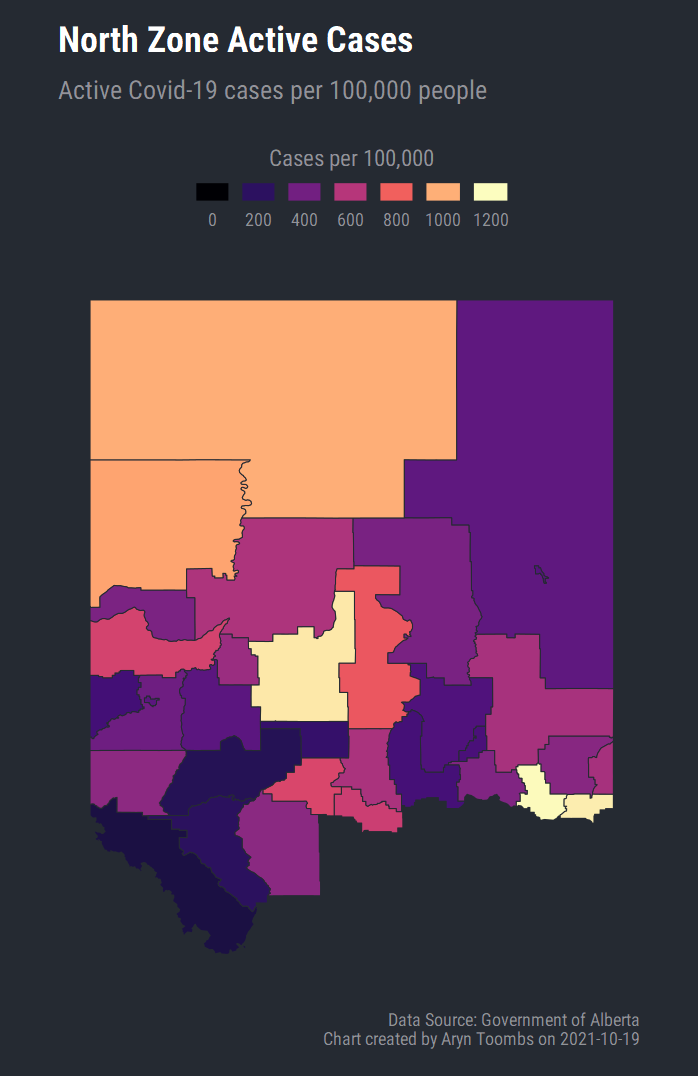 North Zone Active Cases
Active Covid-19 cases per 100,000 people
Cases per 100,000
0 200 400 600 800 1000 1200
Data Source: Government of Alberta
Chart created by Aryn Toombs on 2021-10-19